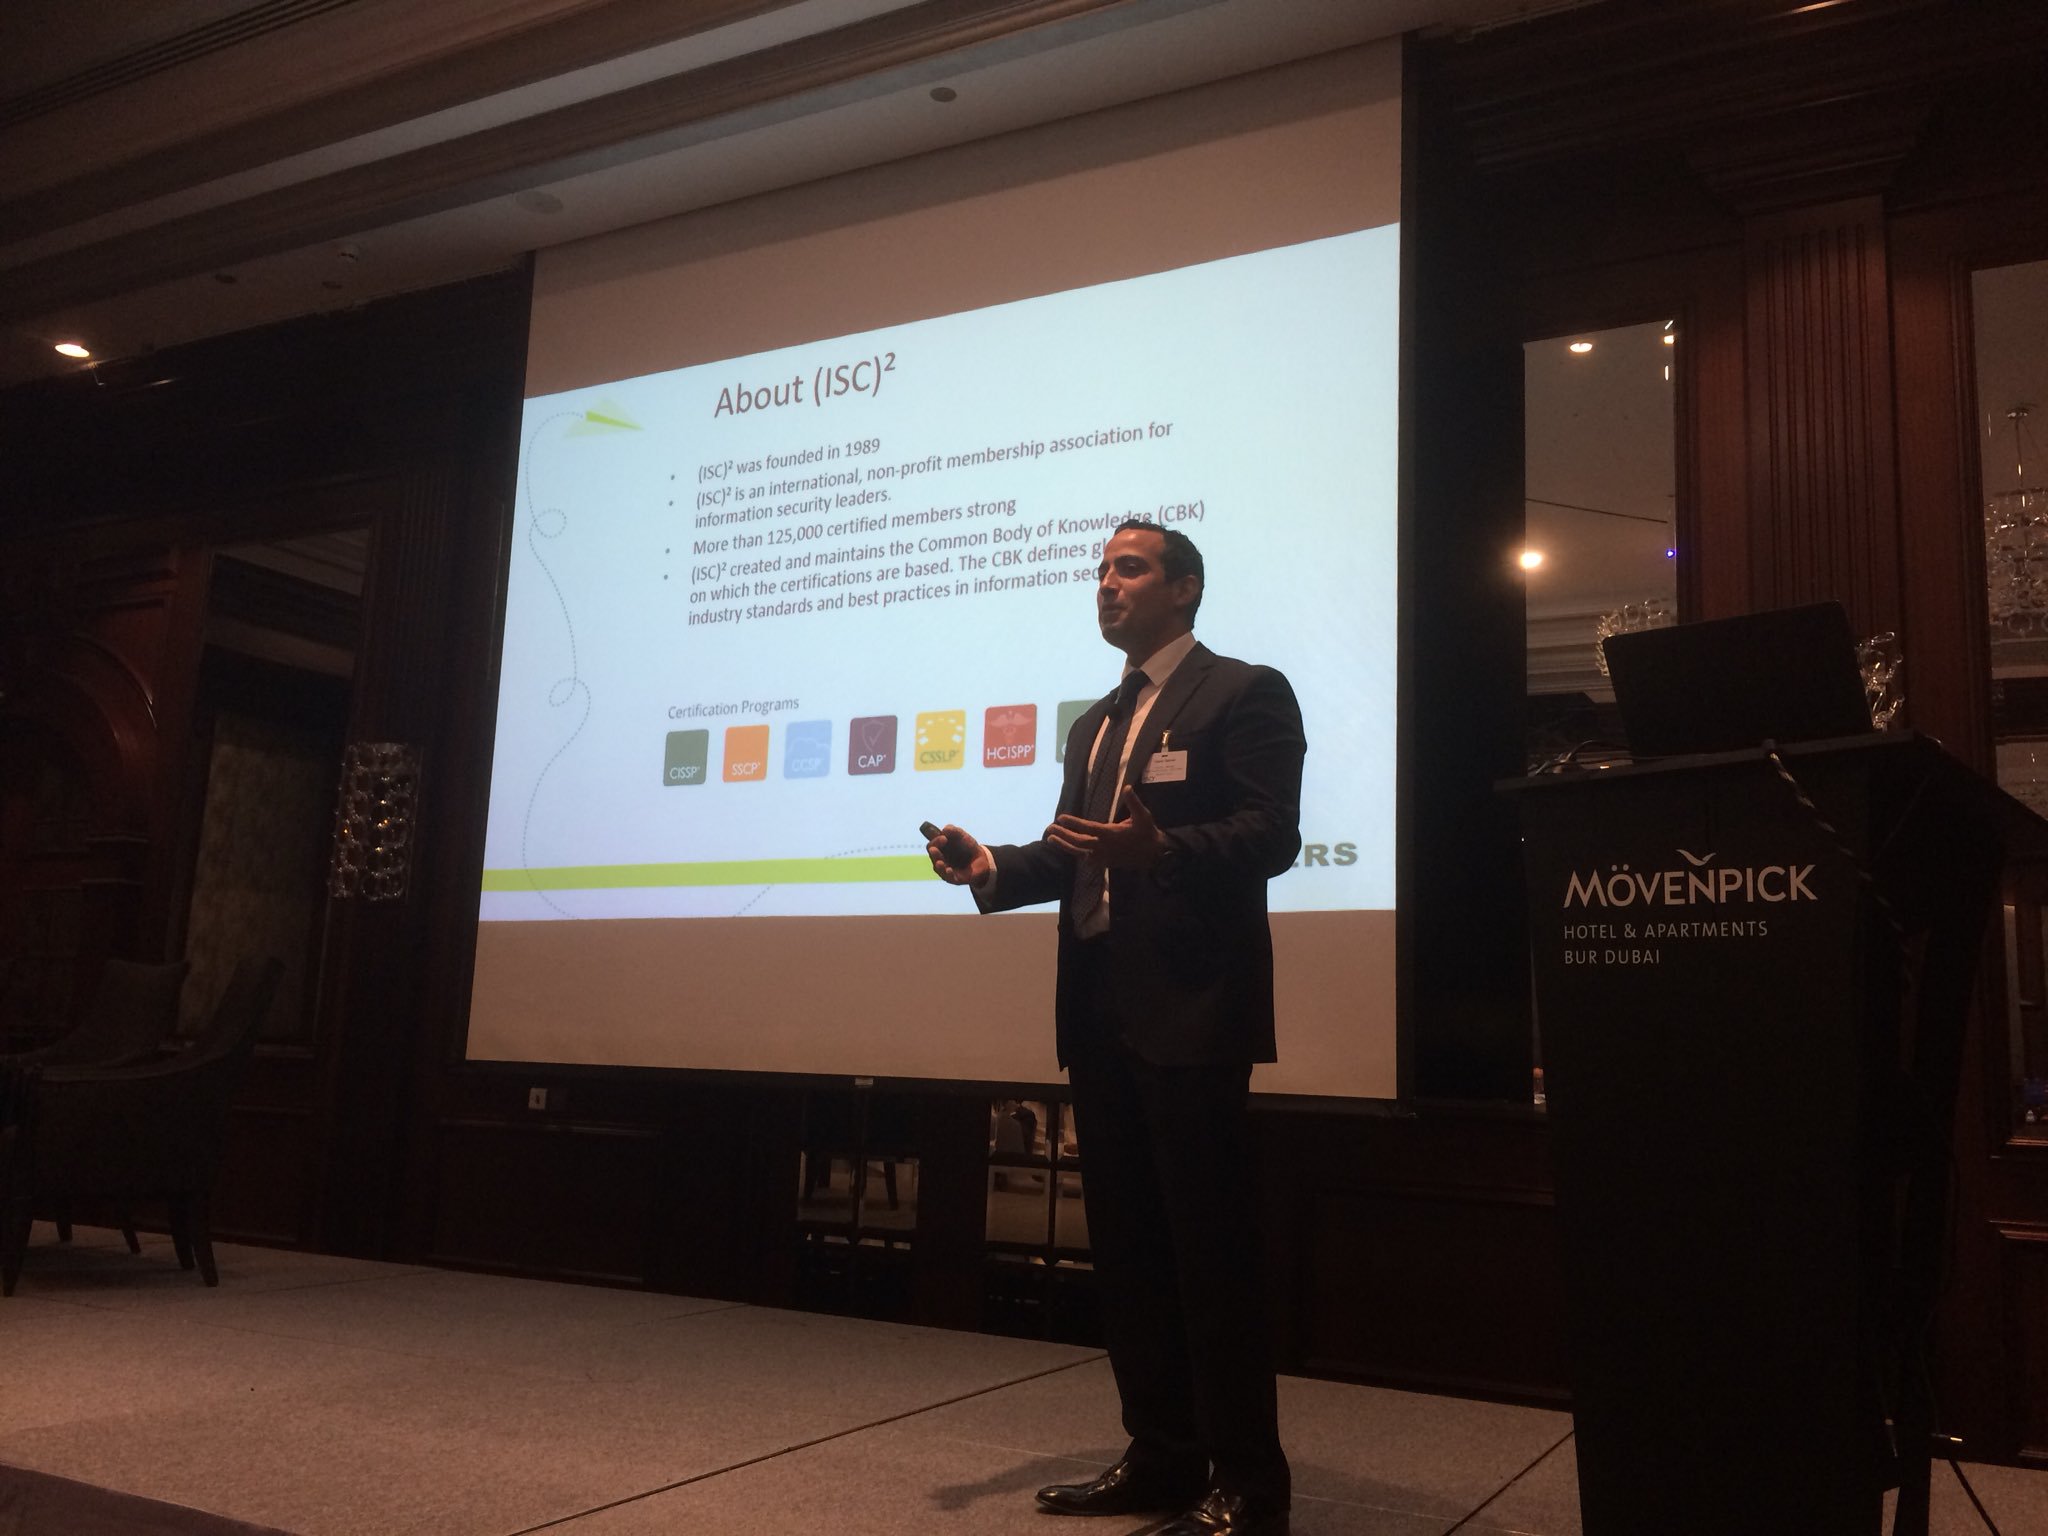 About (ISC)²
• (ISC)² was founded in 1989
• (ISC)² is an international, non-profit membership association for
information security leaders.
• More than 125,000 certified members strong
• (ISC)² created and maintains the Common Body of Knowledge (CBK)
on which the certifications are based. The CBK defines
industry standards and best practices in information
Certification Programs
CISSP®
SSCP®
CCSP®
CAP®
CSSLP®
HCISPP®
ERS
MÖVENPICK
HOTEL & APARTMENTS
BUR DUBAI